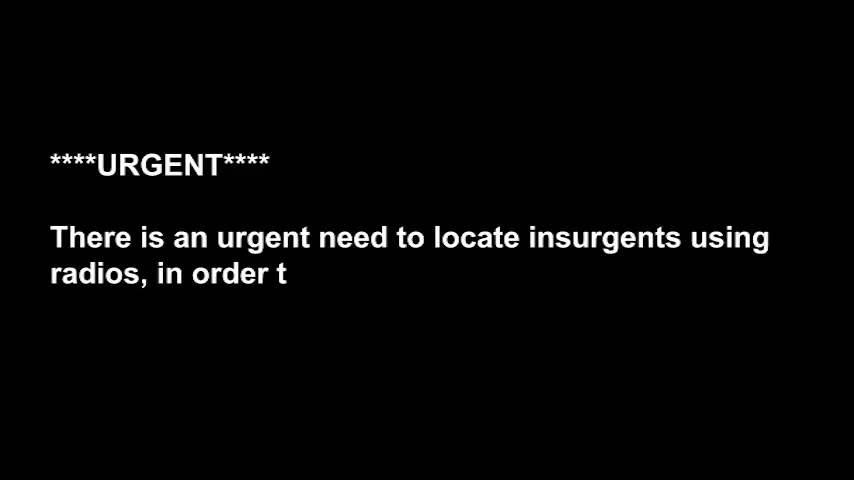 ****URGENT****
There is an urgent need to locate insurgents using
radios, in order t